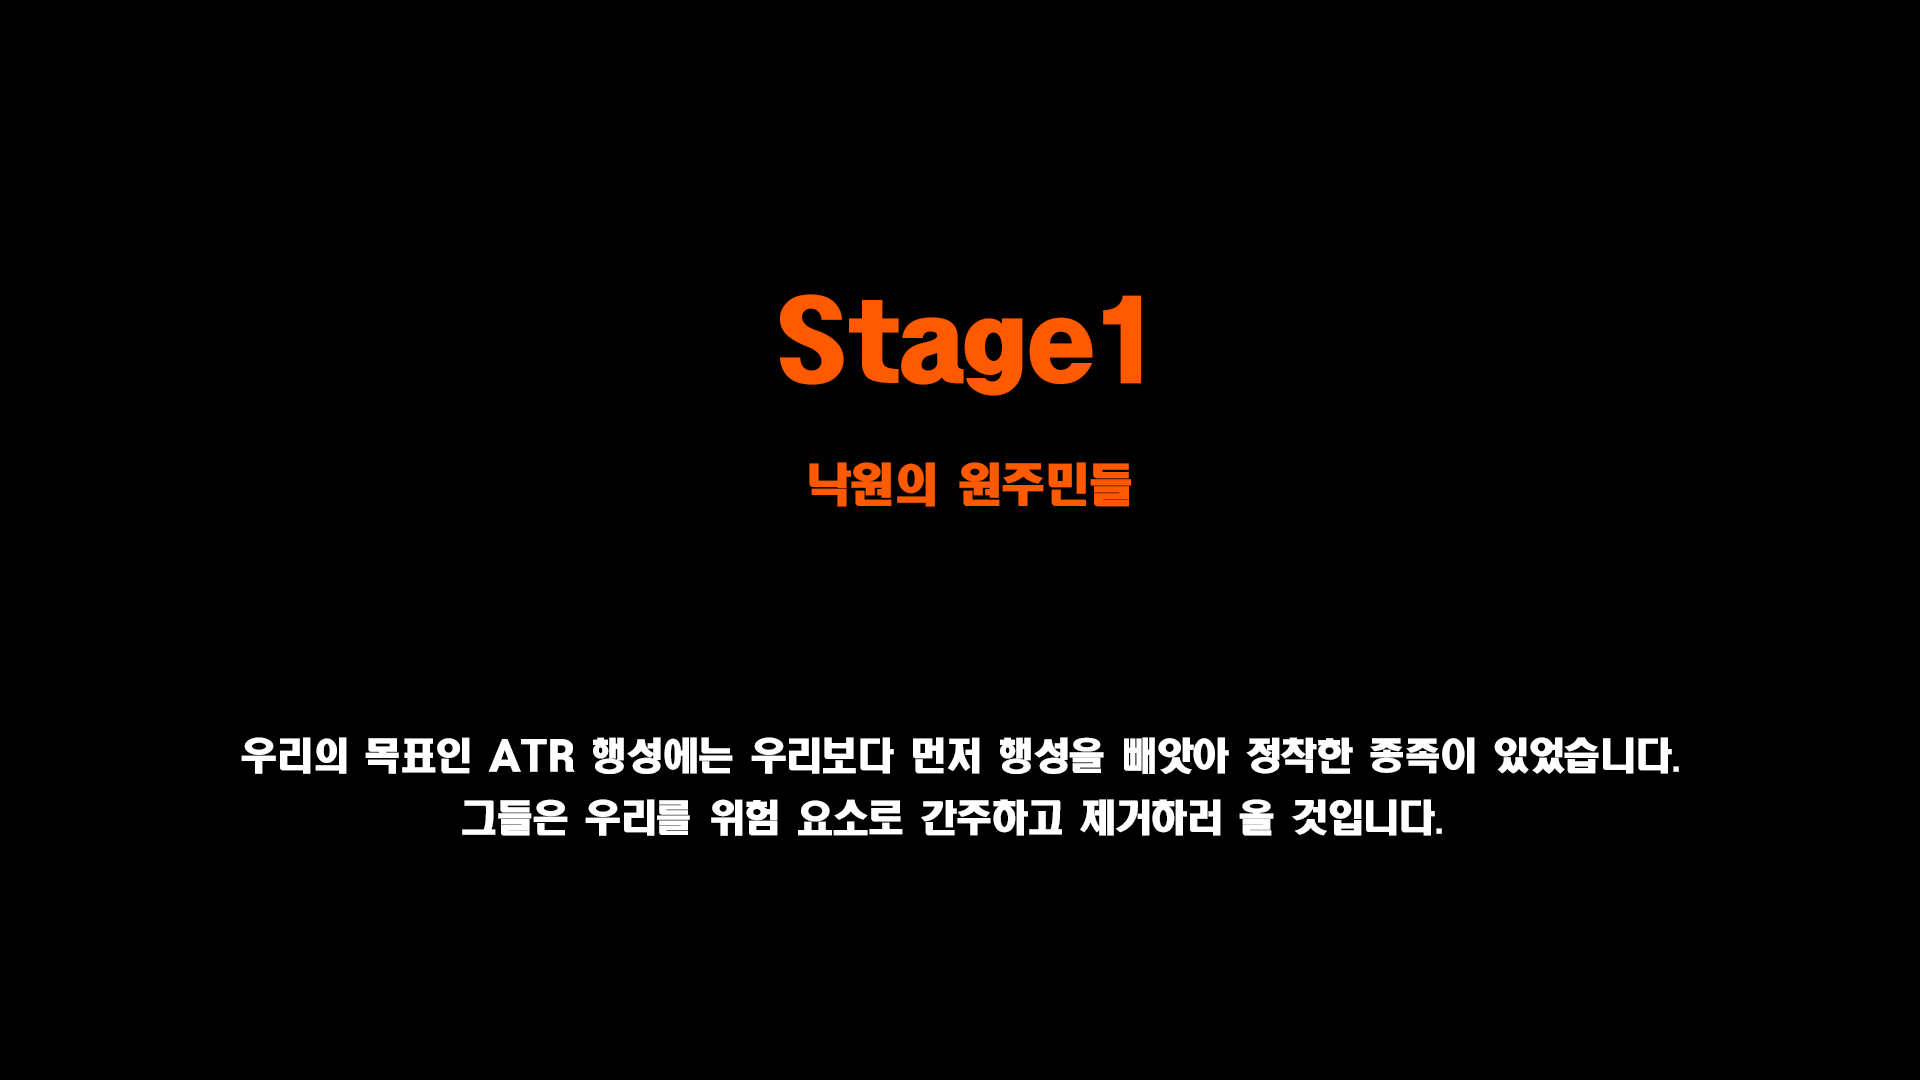 Stage1
낙원의 원주민들
우리의 목표인 ATR 행성에는 우리보다 먼저 행성을 빼앗아 정착한 종족이 있었습니다.
그들은 우리를 위험 요소로 간주하고 제거하러 올 것입니다.